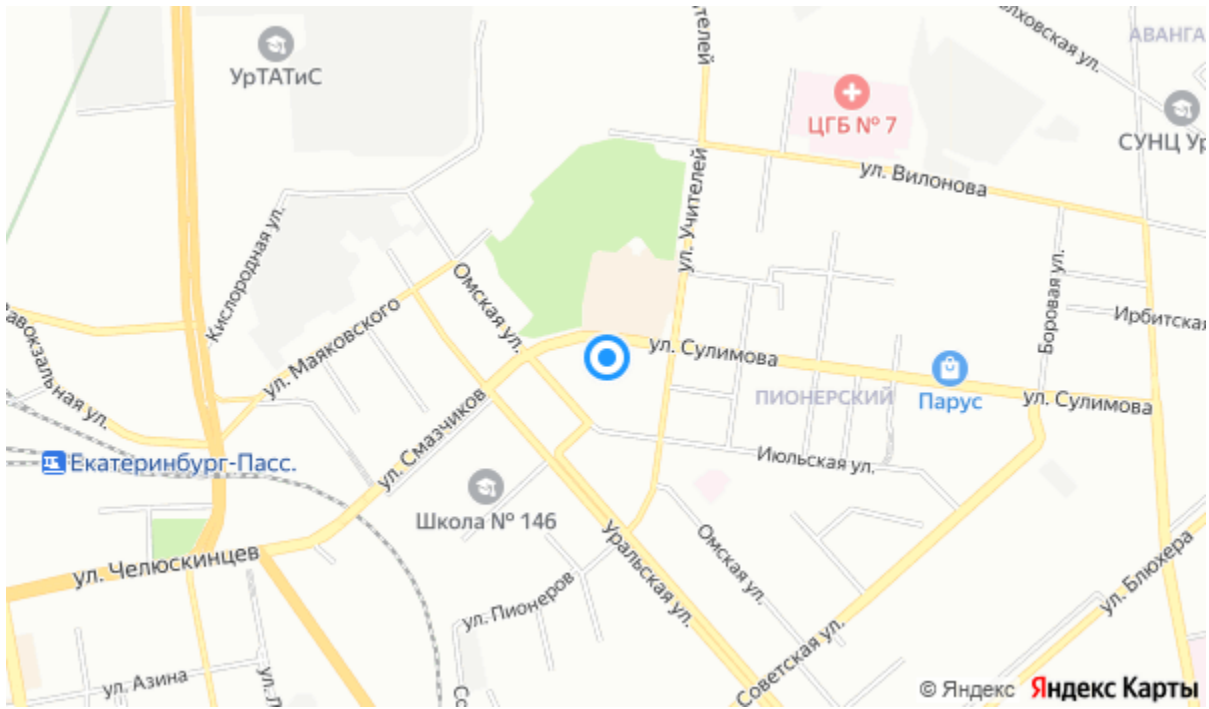 АВАНГА
УрТАТиС
ЦГБ № 7
СУНЦ Ур
ул. Вилонова
ул. Учителей
Кислородная ул.
Омская ул.
Боровая ул.
Ирбитская
ул. Маяковского
ул. Сулимова
Парус
ул. Сулимова
ПИОНЕРСКИЙ
ул. Смазчиков
Екатеринбург-Пасс.
Июльская ул.
Школа № 146
Уральская ул.
Омская ул.
ул. Блюхера
ул. Челюскинцев
ул. Пионеров
Советская ул.
ул. Азина
© Яндекс Яндекс Карты